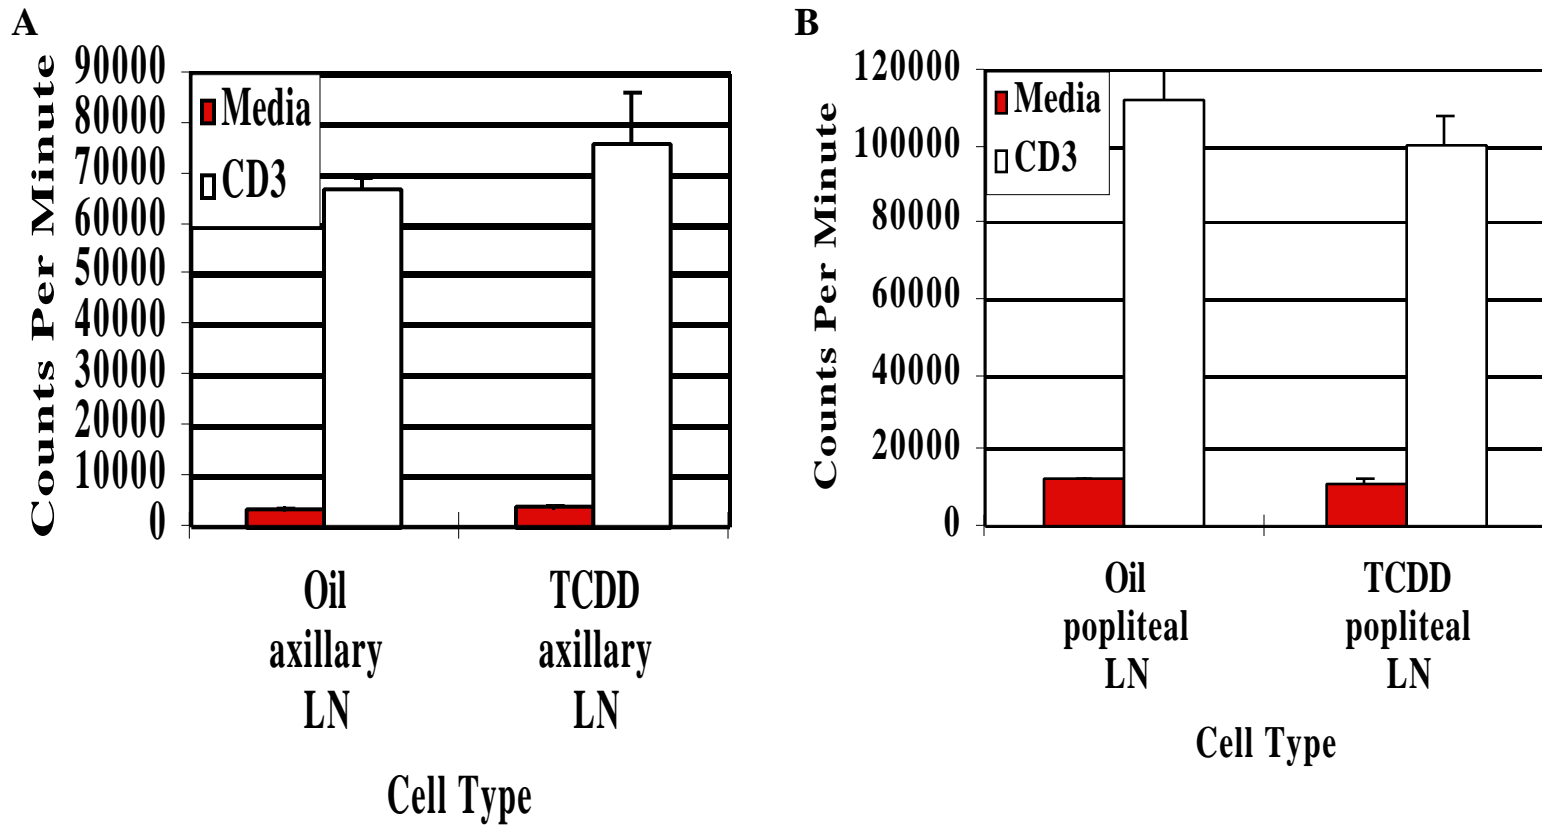 A
Counts Per Minute
90000
80000
70000
60000
50000
40000
30000
20000
10000
0
Media
CD3
Oil
axillary
LN
TCDD
axillary
LN
Cell Type
B
Counts Per Minute
120000
100000
80000
60000
40000
20000
0
Media
CD3
Oil
popliteal
LN
TCDD
popliteal
LN
Cell Type